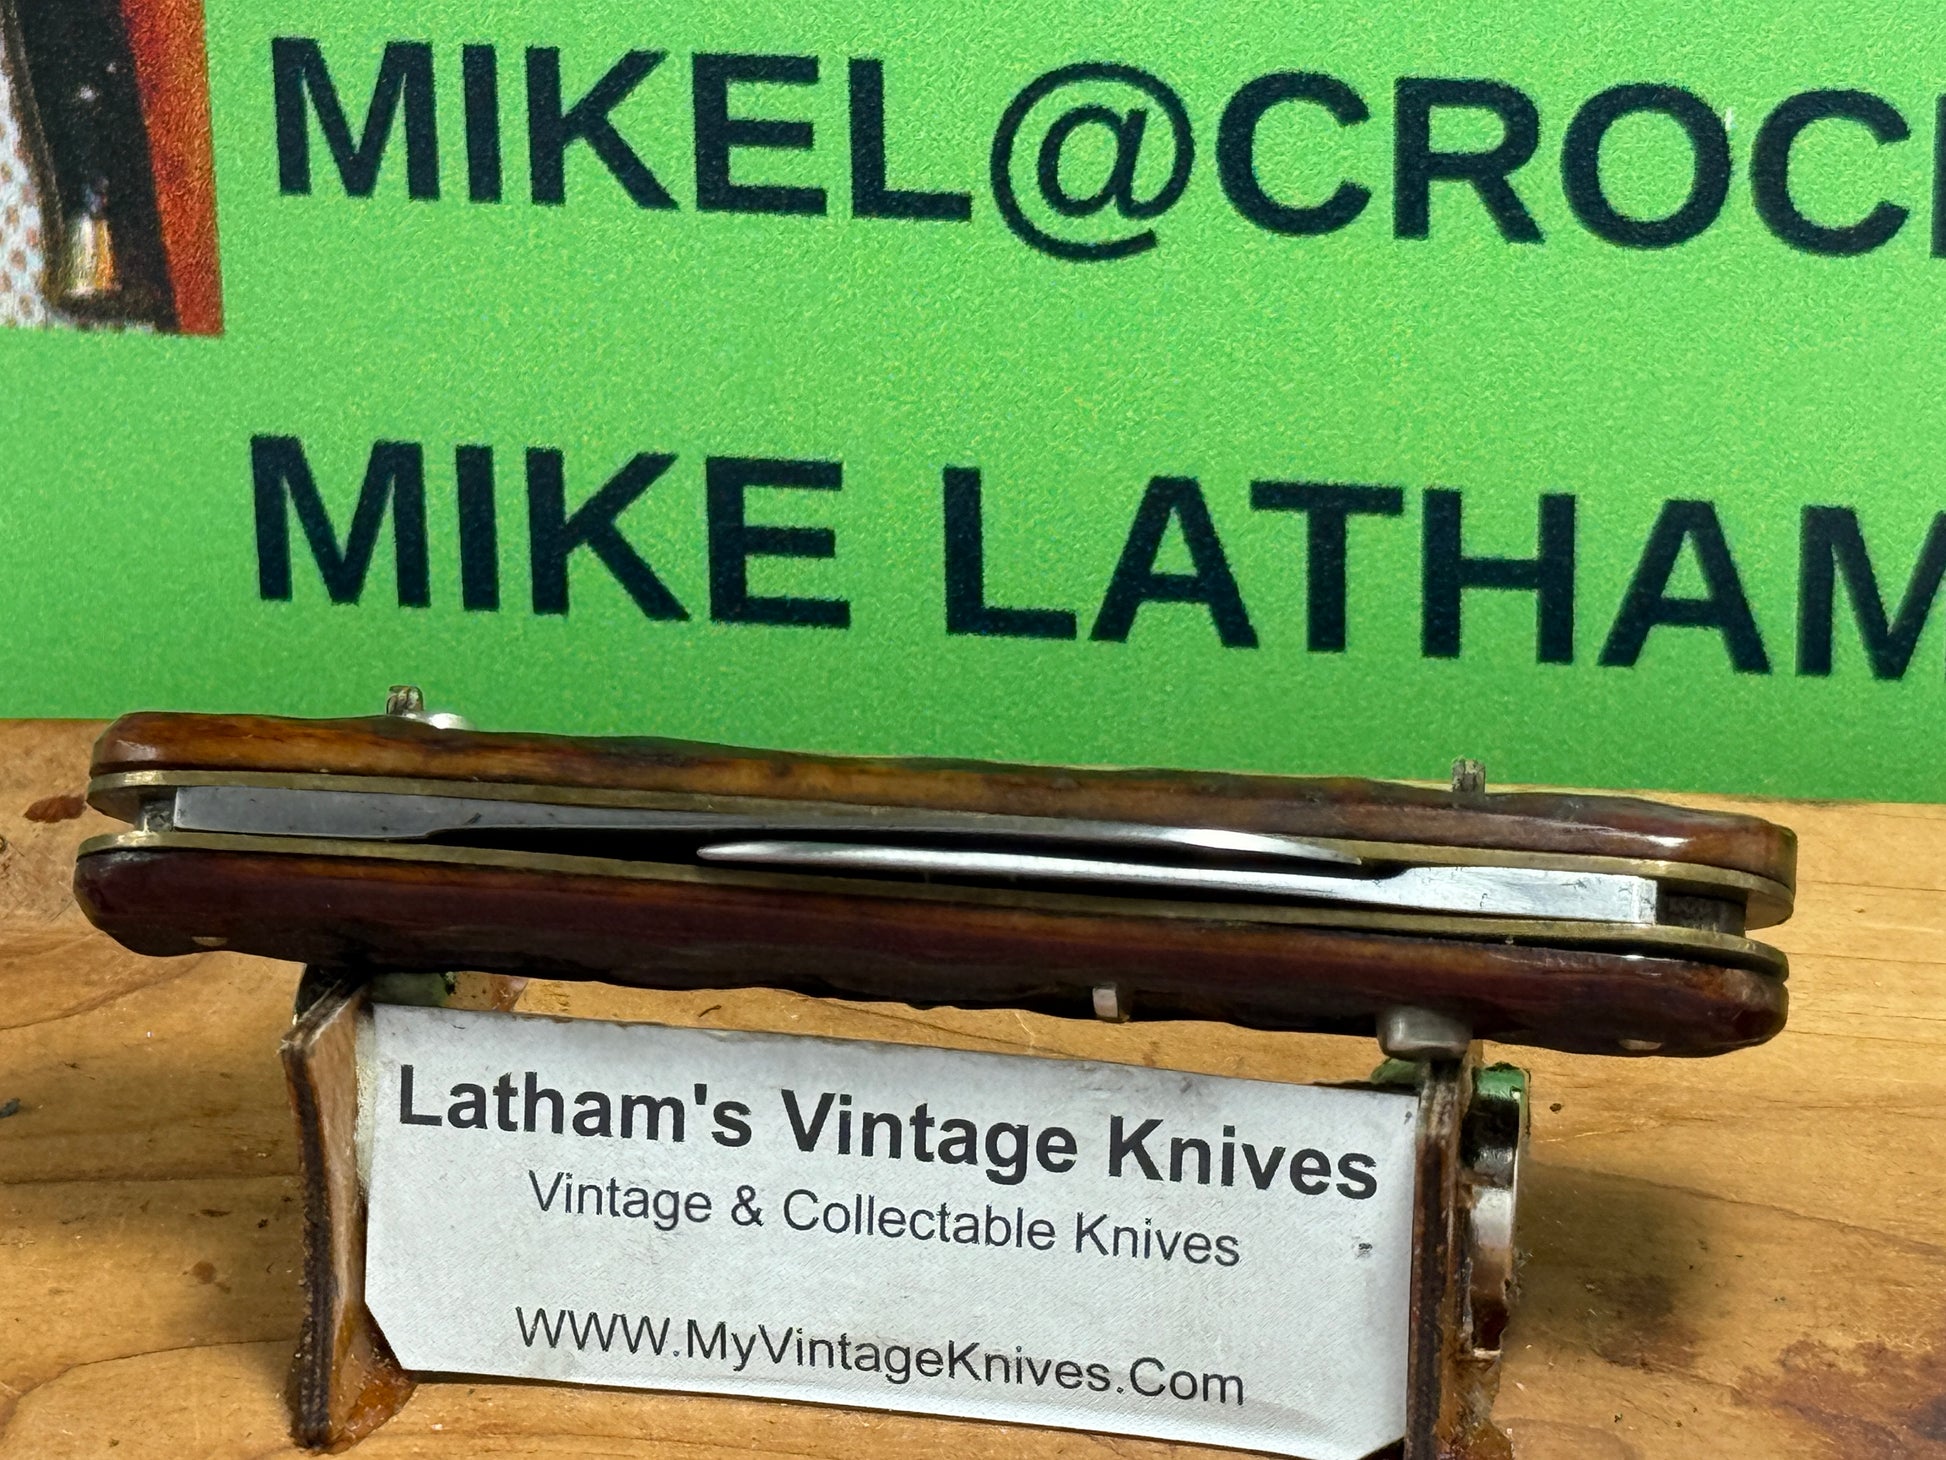 MIKEL@CROC
MIKE LATHAM
Latham's Vintage Knives
Vintage & Collectable Knives
WWW.MyVintageKnives.Com